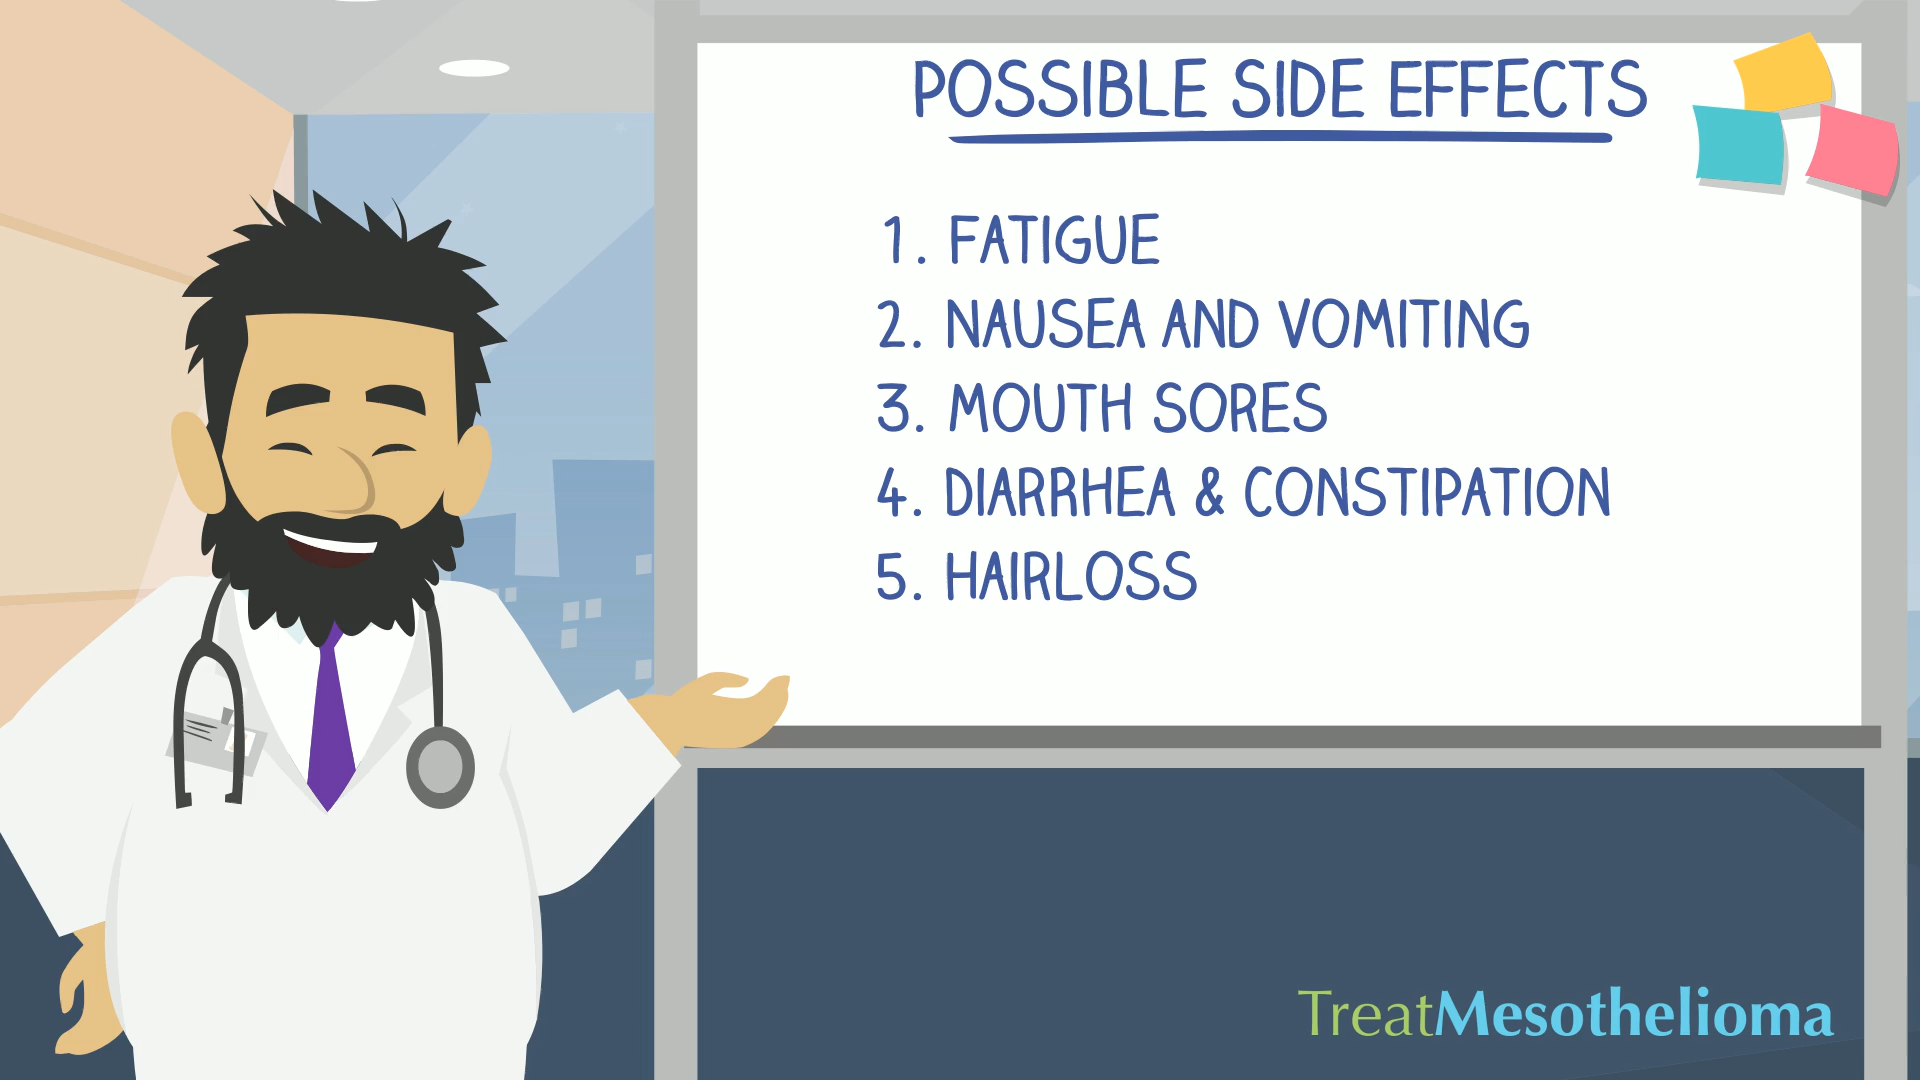 POSSIBLE SIDE EFFECTS
1. FATIGUE
2. NAUSEA AND VOMITING
3. MOUTH SORES
4. DIARRHEA & CONSTIPATION
5. HAIRLOSS
TreatMesothelioma